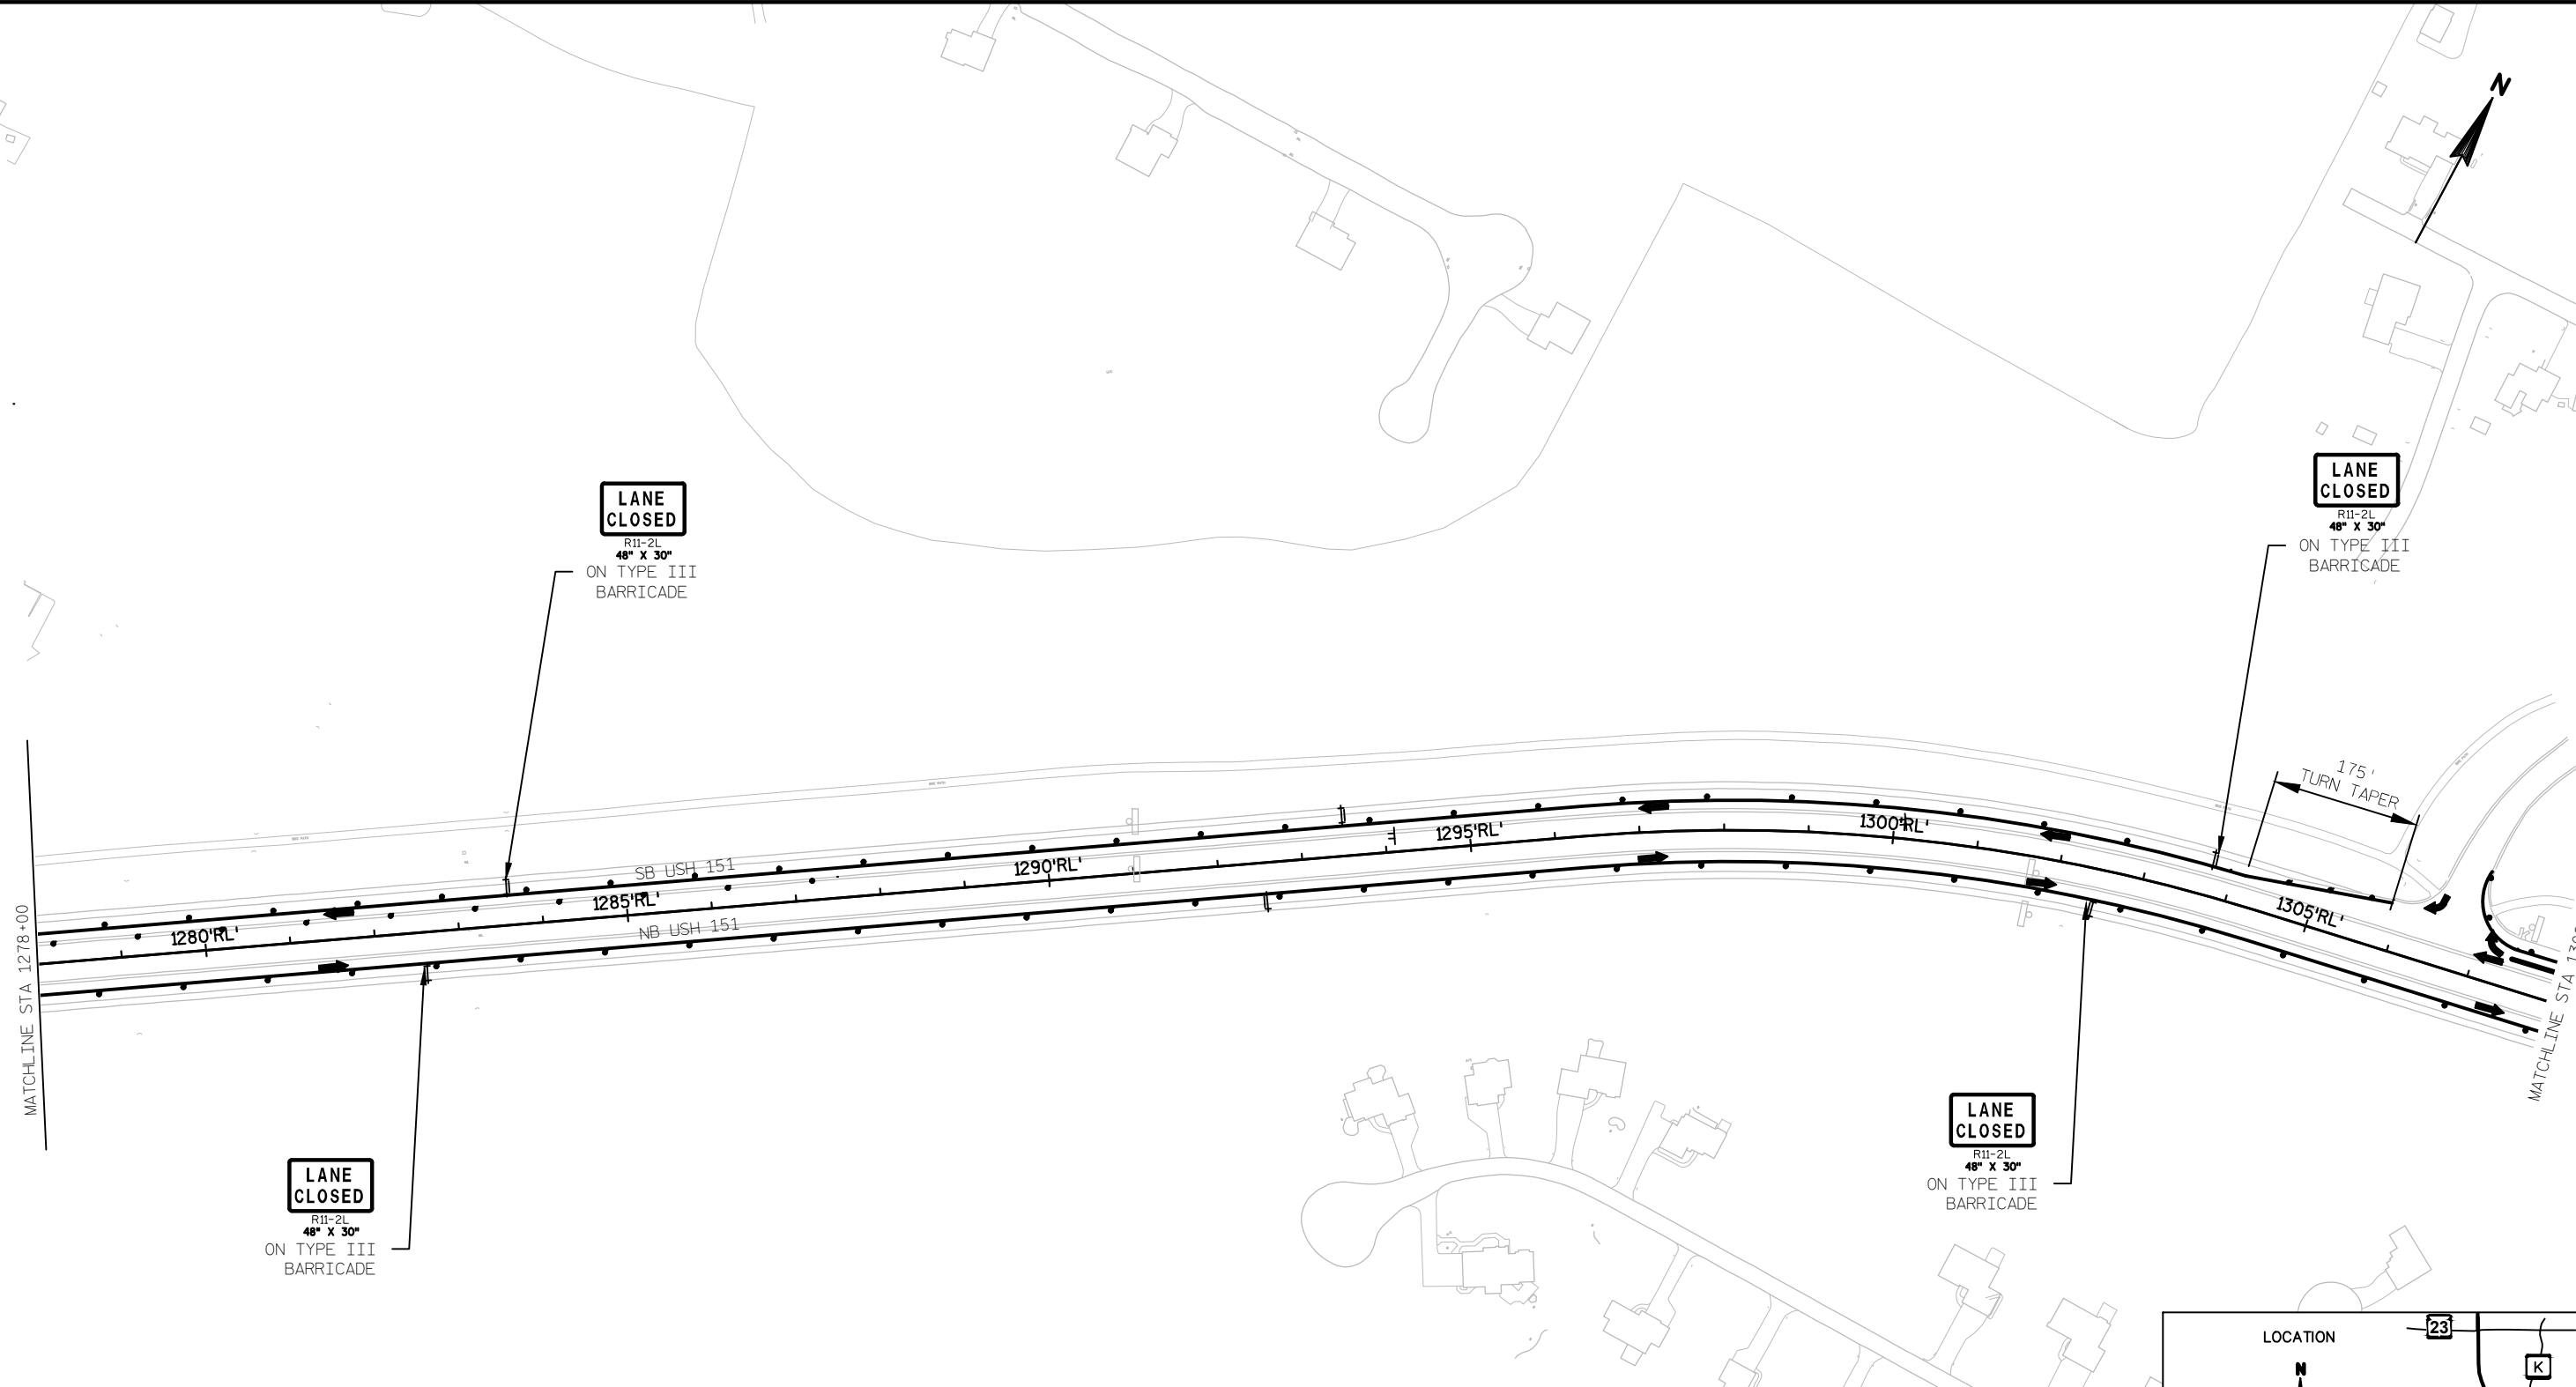 N
LANE
CLOSED
R11-2L
48" X 30"
ON TYPE III
BARRICADE
LANE
CLOSED
R11-2L
48" X 30"
ON TYPE III
BARRICADE
175'
TURN TAPER
SB USH 151
NB USH 151
1280'RL'
1285'RL'
1290'RL'
1295'RL'
1300'RL'
1305'RL'
MATCHLINE STA 1278+00
MATCHLINE STA
LANE
CLOSED
R11-2L
48" X 30"
ON TYPE III
BARRICADE
LANE
CLOSED
R11-2L
48" X 30"
ON TYPE III
BARRICADE
LOCATION
N
23
K